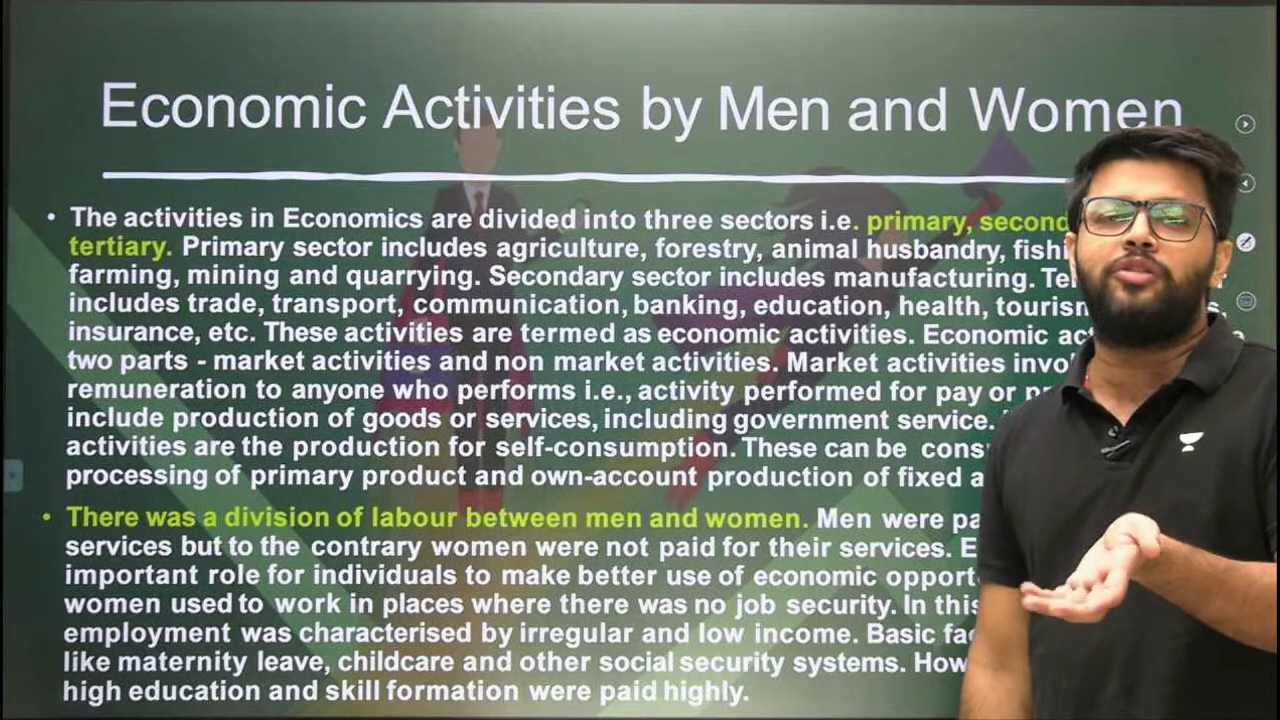 Economic Activities by Men and Women
• The activities in Economics are divided into three sectors i.e. primary, second
tertiary. Primary sector includes agriculture, forestry, animal husbandry, fishi
farming, mining and quarrying. Secondary sector includes manufacturing. Te
includes trade, transport, communication, banking, education, health, tourism
insurance, etc. These activities are termed as economic activities. Economic ac
two parts - market activities and non market activities. Market activities invol
remuneration to anyone who performs i.e., activity performed for pay or pr
include production of goods or services, including government service.
activities are the production for self-consumption. These can be cons
processing of primary product and own-account production of fixed a
• There was a division of labour between men and women. Men were pa
services but to the contrary women were not paid for their services. E
important role for individuals to make better use of economic opport
women used to work in places where there was no job security. In this
employment was characterised by irregular and low income. Basic fac
like maternity leave, childcare and other social security systems. How
high education and skill formation were paid highly.